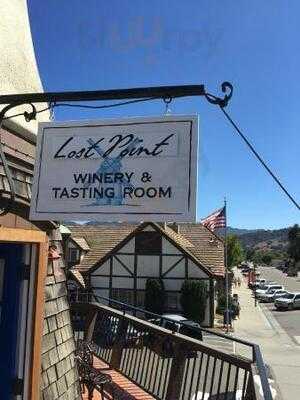 Lost Point
WINERY &
TASTING ROOM